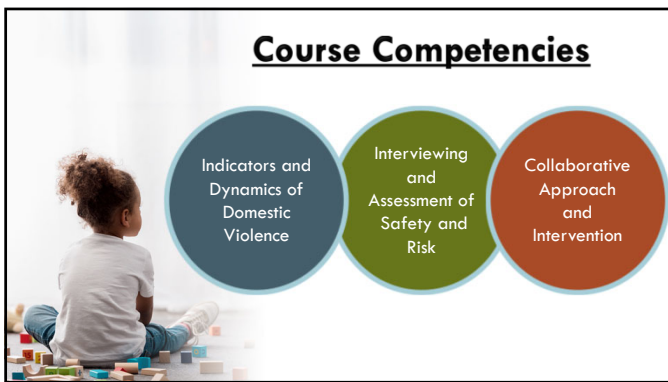 Course Competencies
Indicators and
Dynamics of
Domestic
Violence
Interviewing
and
Assessment of
Safety and
Risk
Collaborative
Approach
and
Intervention